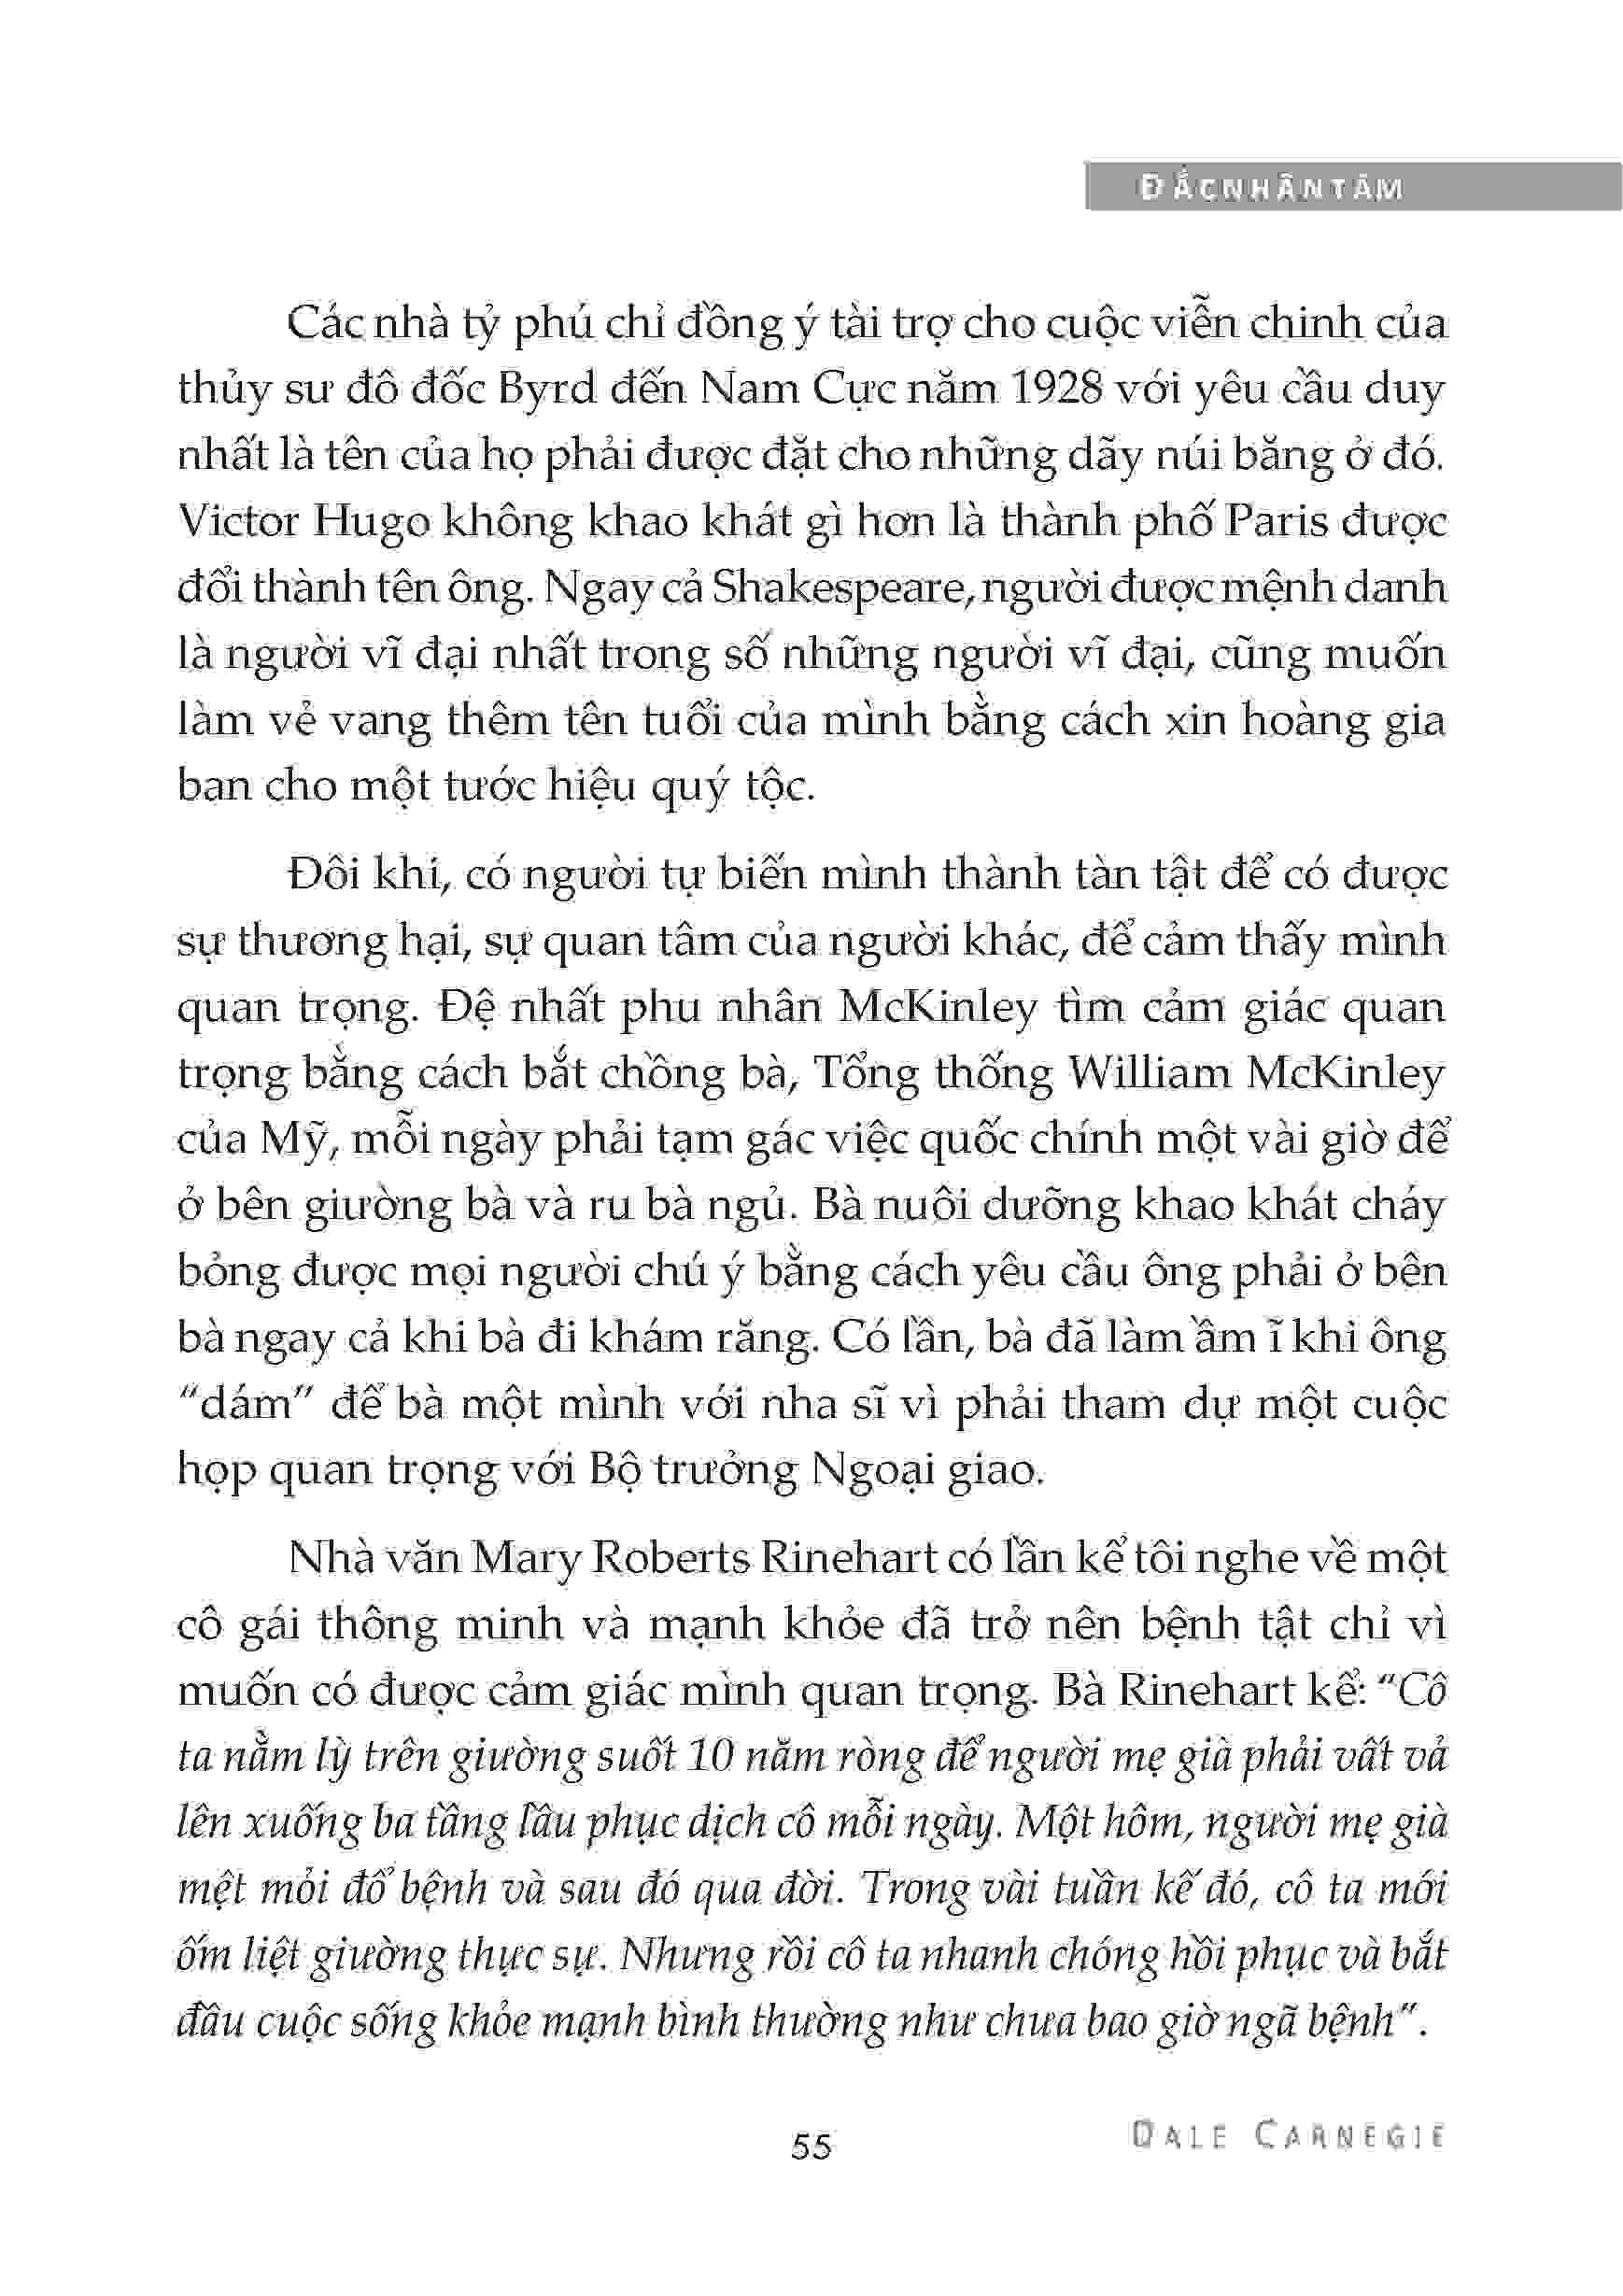 ĐẮCNHÂNTÂM
Các nhà tỷ phú chỉ đồng ý tài trợ cho cuộc viễn chinh của
thủy sư đô đốc Byrd đến Nam Cực năm 1928 với yêu cầu duy
nhất là tên của họ phải được đặt cho những dãy núi băng ở đó.
Victor Hugo không khao khát gì hơn là thành phố Paris được
đổi thành tên ông. Ngay cả Shakespeare, người được mệnh danh
là người vĩ đại nhất trong số những người vĩ đại, cũng muốn
làm vẻ vang thêm tên tuổi của mình bằng cách xin hoàng gia
ban cho một tước hiệu quý tộc.
Đôi khi, có người tự biến mình thành tàn tật để có được
sự thương hại, sự quan tâm của người khác, để cảm thấy mình
quan trọng. Đệ nhất phu nhân McKinley tìm cảm giác quan
trọng bằng cách bắt chồng bà, Tổng thống William McKinley
của Mỹ, mỗi ngày phải tạm gác việc quốc chính một vài giờ để
ở bên giường bà và ru bà ngủ. Bà nuôi dưỡng khao khát cháy
bỏng được mọi người chú ý bằng cách yêu cầu ông phải ở bên
bà ngay cả khi bà đi khám răng. Có lần, bà đã làm ầm ĩ khi ông
“dám” để bà một mình với nha sĩ vì phải tham dự một cuộc
họp quan trọng với Bộ trưởng Ngoại giao.
Nhà văn Mary Roberts Rinehart có lần kể tôi nghe về một
cô gái thông minh và mạnh khỏe đã trở nên bệnh tật chỉ vì
muốn có được cảm giác mình quan trọng. Bà Rinehart kể: “Cô
ta nằm lỳ trên giường suốt 10 năm ròng để người mẹ già phải vất vả
lên xuống ba tầng lầu phục dịch cô mỗi ngày. Một hôm, người mẹ già
mệt mỏi đổ bệnh và sau đó qua đời. Trong vài tuần kế đó, cô ta mới
ốm liệt giường thực sự. Nhưng rồi cô ta nhanh chóng hồi phục và bắt
đầu cuộc sống khỏe mạnh bình thường như chưa bao giờ ngã bệnh”.
55
DALE CARNEGIE